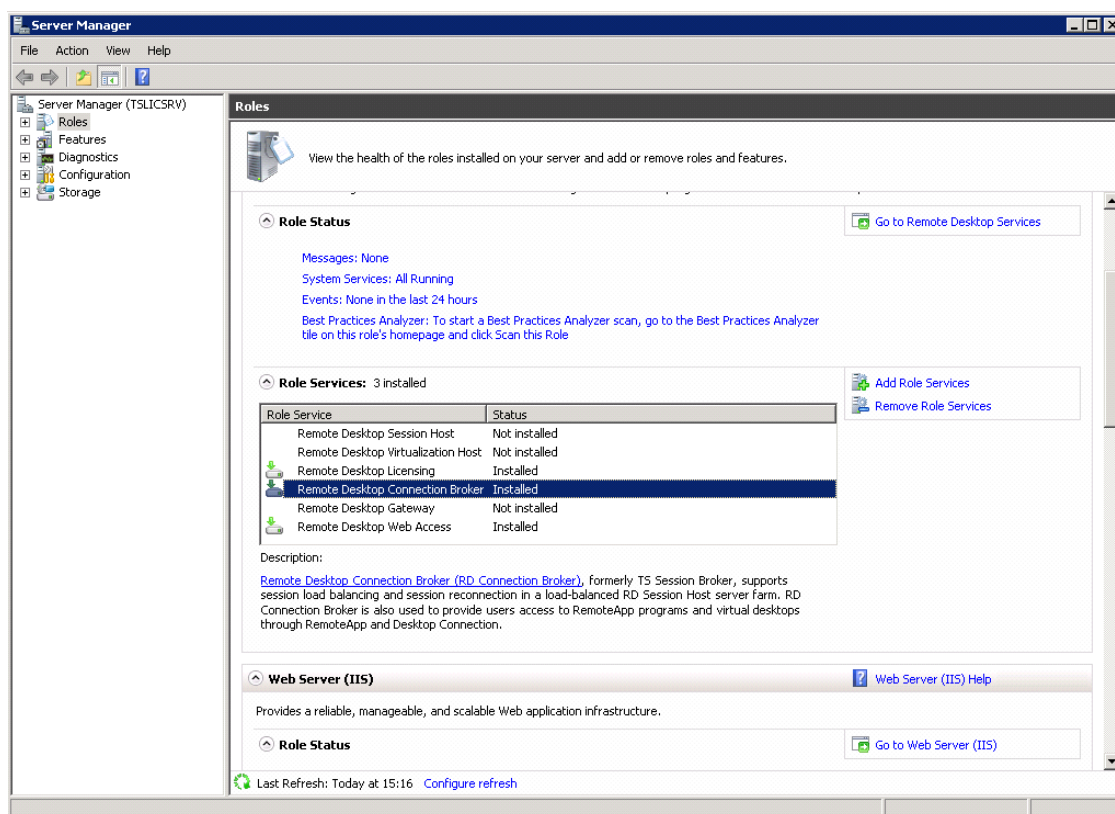 Server Manager
File Action View Help
Server Manager (TSLICSRV)
Roles
Features
Diagnostics
Configuration
Storage
Roles
View the health of the roles installed on your server and add or remove roles and features.
Role Status
Go to Remote Desktop Services
Messages: None
System Services: All Running
Events: None in the last 24 hours
Best Practices Analyzer: To start a Best Practices Analyzer scan, go to the Best Practices Analyzer
tile on this role's homepage and click Scan this Role
Role Services: 3 installed
Add Role Services
Remove Role Services
Role Service Status
Remote Desktop Session Host Not installed
Remote Desktop Virtualization Host Not installed
Remote Desktop Licensing Installed
Remote Desktop Connection Broker Installed
Remote Desktop Gateway Not installed
Remote Desktop Web Access Installed
Description:
Remote Desktop Connection Broker (RD Connection Broker), formerly TS Session Broker, supports
session load balancing and session reconnection in a load-balanced RD Session Host server farm. RD
Connection Broker is also used to provide users access to RemoteApp programs and virtual desktops
through RemoteApp and Desktop Connection.
Web Server (IIS)
Web Server (IIS) Help
Provides a reliable, manageable, and scalable Web application infrastructure.
Role Status
Go to Web Server (IIS)
Last Refresh: Today at 15:16 Configure refresh